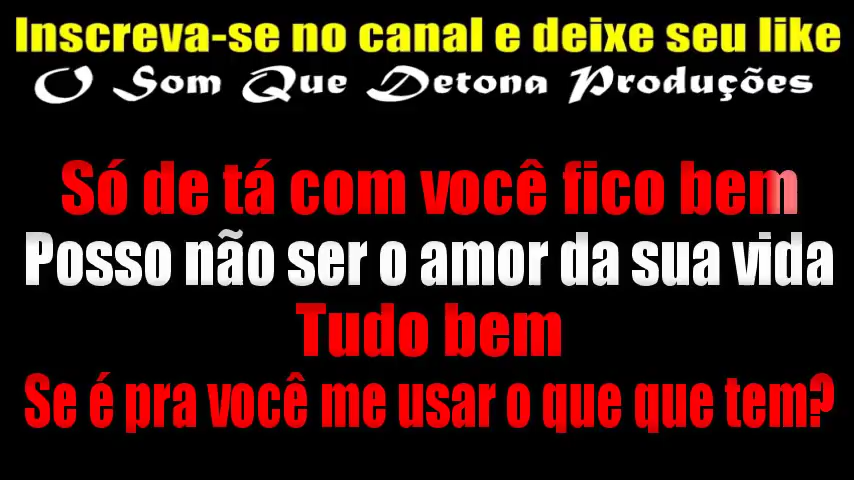 Inscreva-se no canal e deixe seu like
O Som Que Detona Produções
Só de tá com você fico bem
Posso não ser o amor da sua vida
Tudo bem
Se é pra você me usar o que que tem?